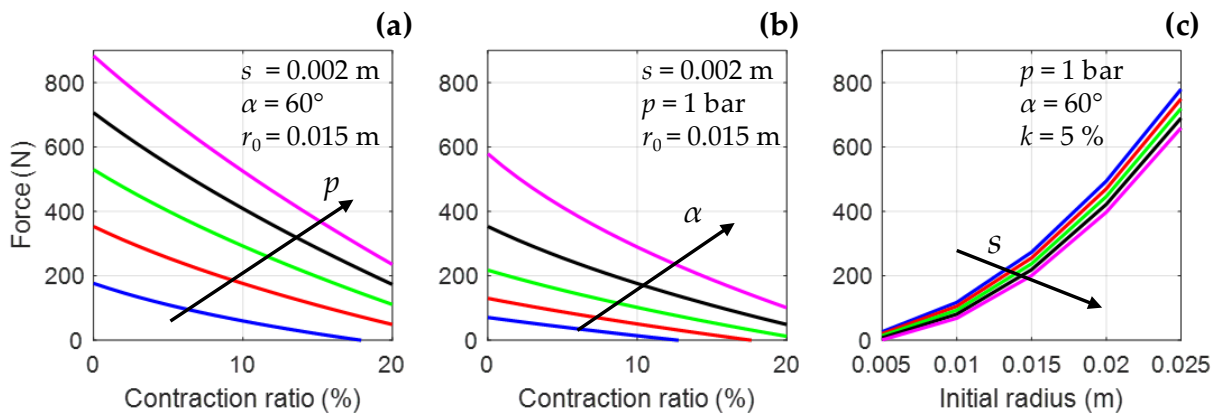 (a)
s = 0.002 m
α = 60°
r0 = 0.015 m
p
Force (N)
800
600
400
200
0
0 10 20
Contraction ratio (%)
(b)
s = 0.002 m
p = 1 bar
r0 = 0.015 m
α
800
600
400
200
0
0 10 20
Contraction ratio (%)
(c)
p = 1 bar
α = 60°
k = 5 %
s
800
600
400
200
0
0.005 0.01 0.015 0.02 0.025
Initial radius (m)